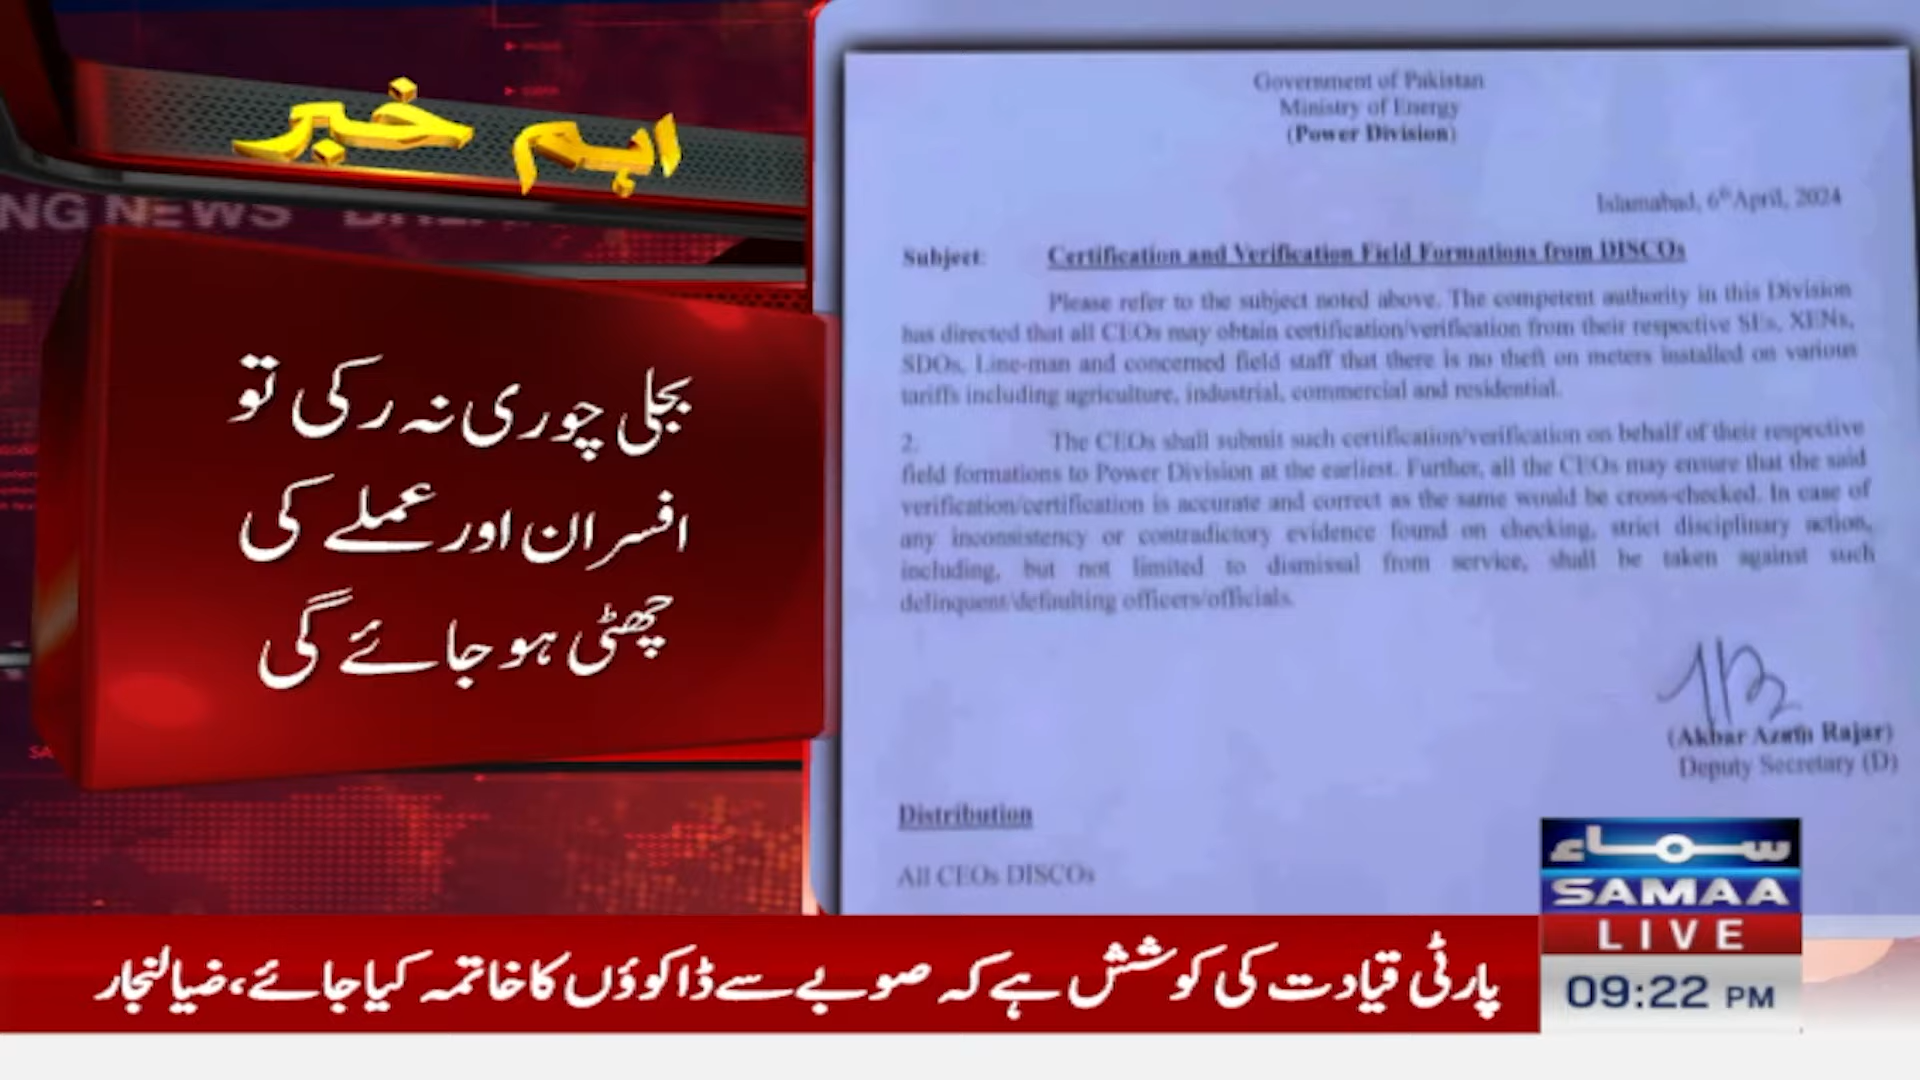 اہم خبر
NG NEWS
بجلی چوری نہ رکی تو
افسران اور عملے کی
چھٹی ہو جائے گی
Government of Pakistan
Ministry of Energy
(Power Division)
Islamabad, 6th April, 2024
Subject: Certification and Verification Field Formations from DISCOs
Please refer to the subject noted above. The competent authority in this Division
has directed that all CEOs may obtain certification/verification from their respective SEs, XENs,
SDOs, Line-man and concerned field staff that there is no theft on meters installed on various
tariffs including agriculture, industrial, commercial and residential.
2. The CEOs shall submit such certification/verification on behalf of their respective
field formations to Power Division at the earliest. Further, all the CEOs may ensure that the said
verification/certification is accurate and correct as the same would be cross-checked. In case of
any inconsistency or contradictory evidence found on checking, strict disciplinary action,
including, but not limited to dismissal from service, shall be taken against such
delinquent/defaulting officers/officials.
(Akbar Azam Rajar)
Deputy Secretary (D)
Distribution
All CEOs DISCOs
سماء
SAMAA
LIVE
09:22 PM
پارٹی قیادت کی کوشش ہے کہ صوبے سے ڈاکوؤں کا خاتمہ کیا جائے، ضیالنجار